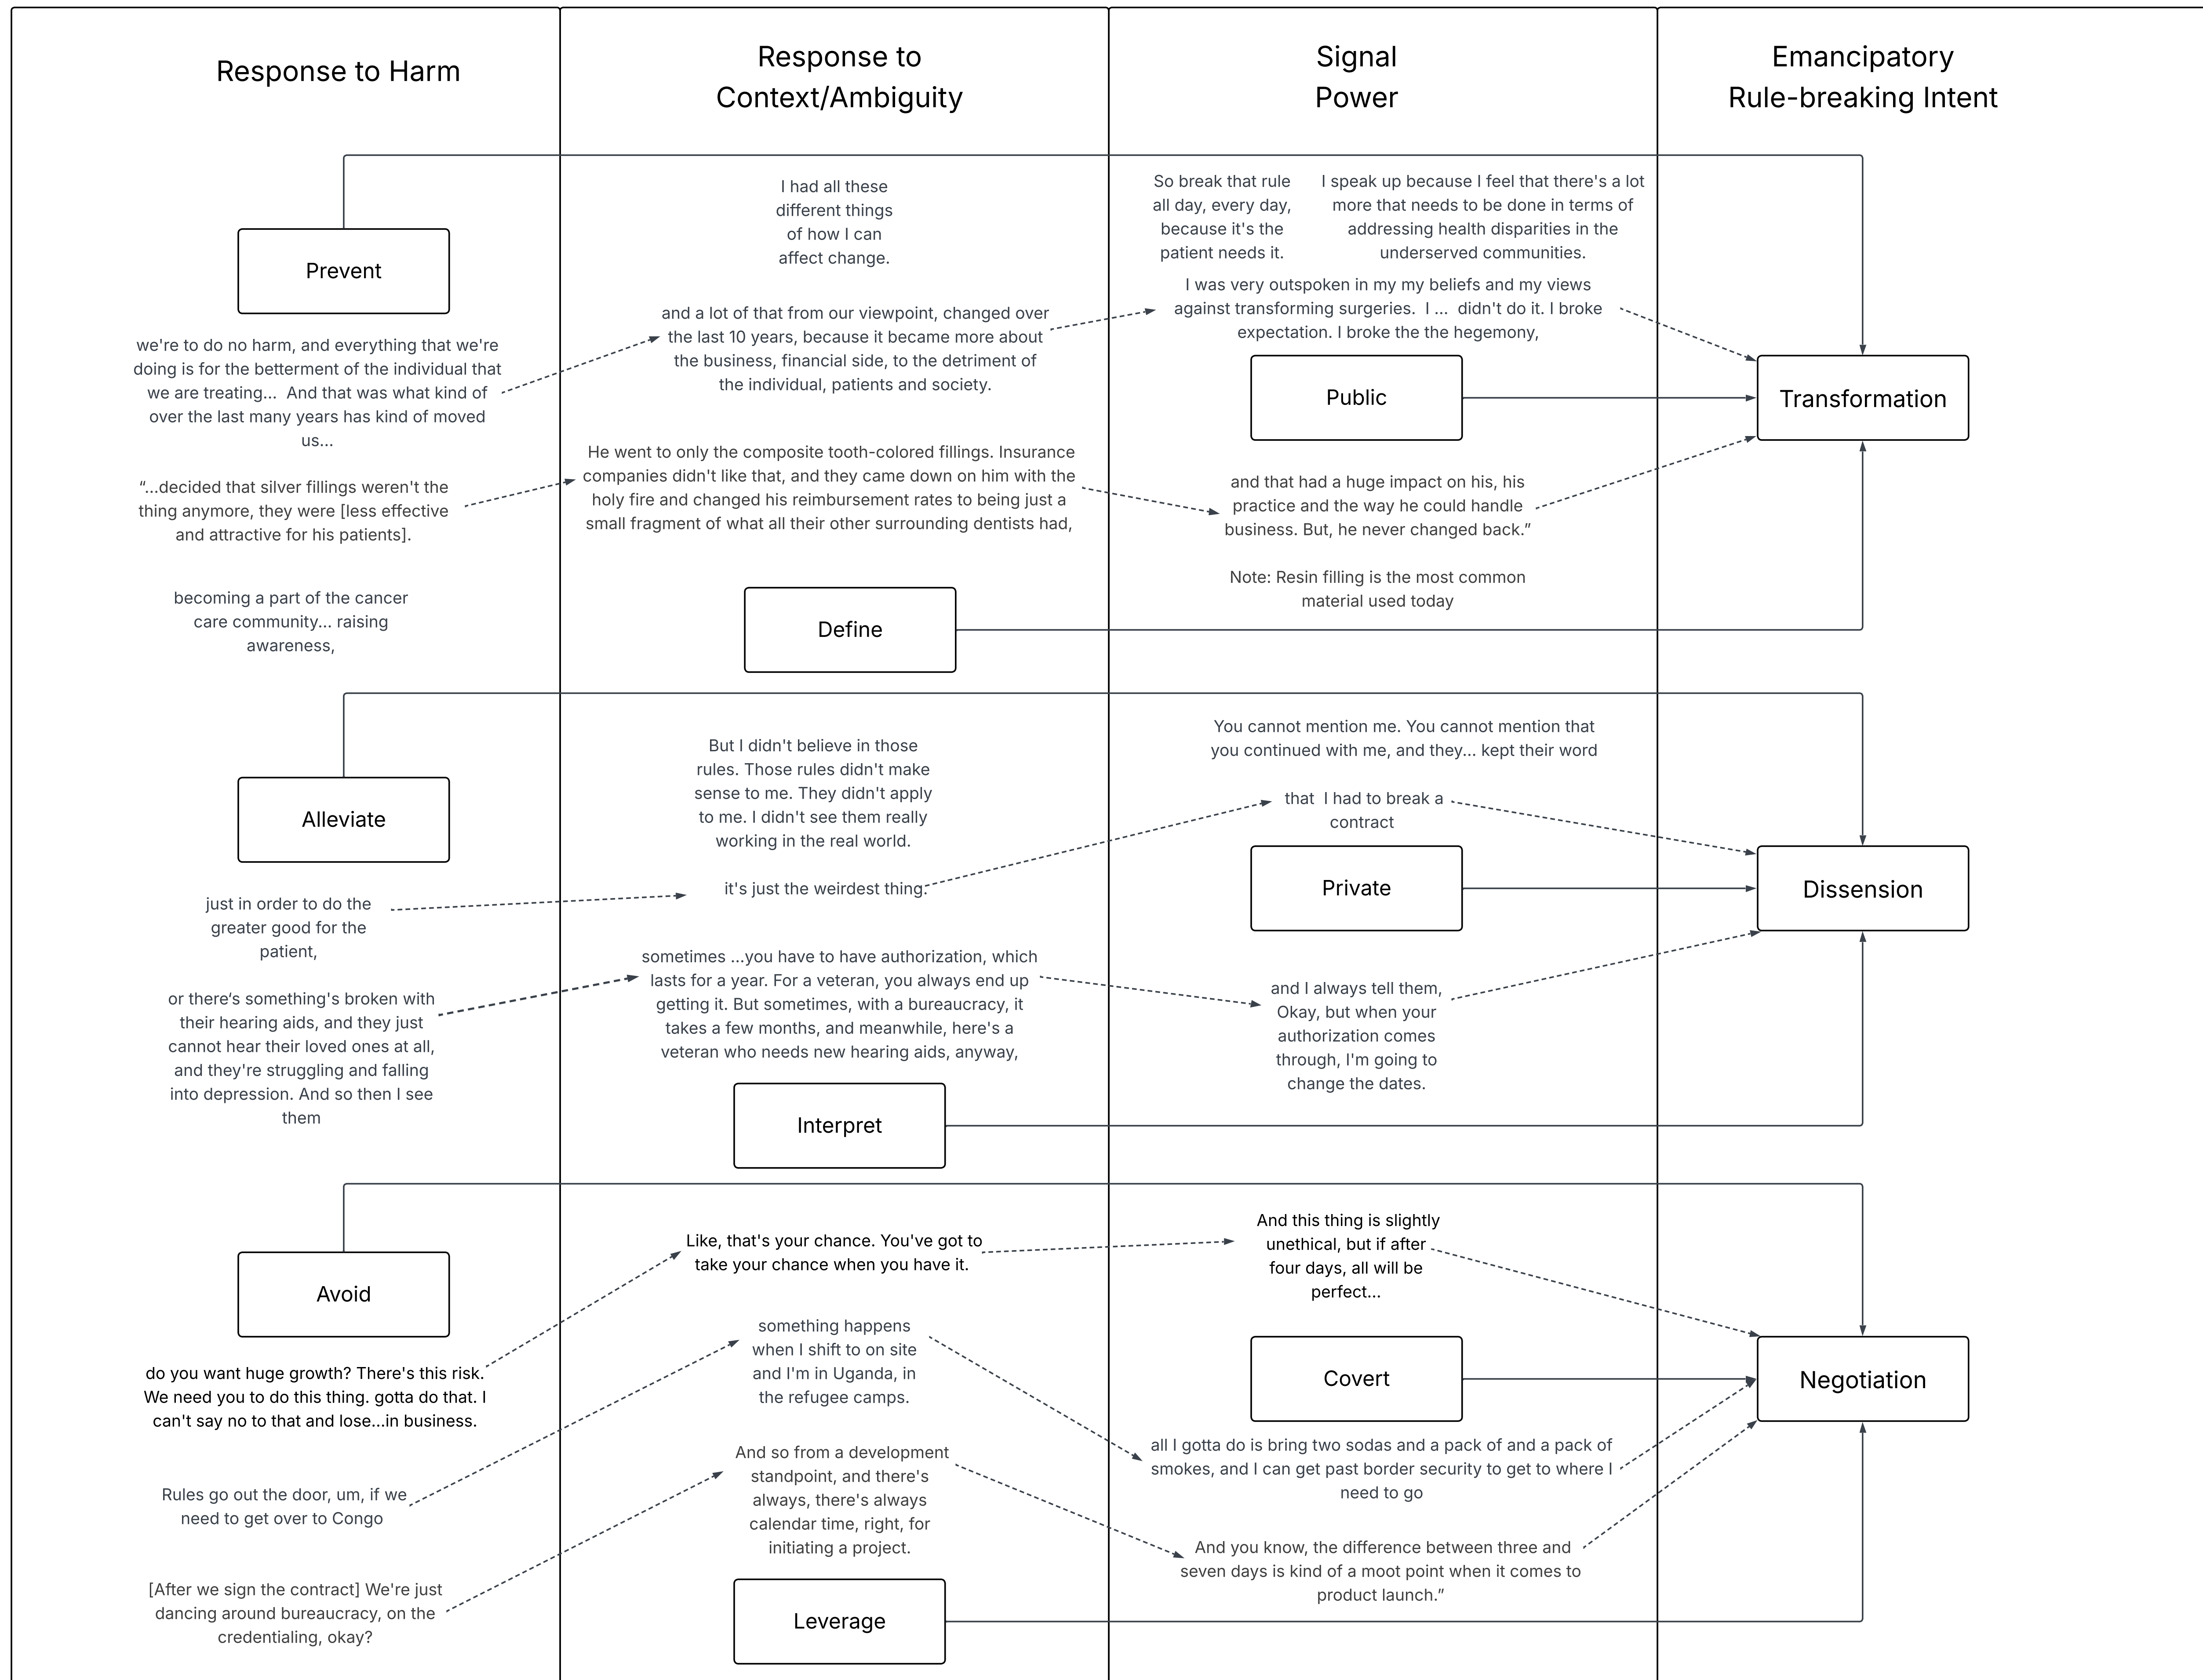 Response to Harm
Response to
Context/Ambiguity
Signal
Power
Emancipatory
Rule-breaking Intent
Prevent
we're to do no harm, and everything that we're
doing is for the betterment of the individual that
we are treating... And that was what kind of
over the last many years has kind of moved
us...
“...decided that silver fillings weren't the
thing anymore, they were [less effective
and attractive for his patients].
becoming a part of the cancer
care community... raising
awareness,
I had all these
different things
of how I can
affect change.
and a lot of that from our viewpoint, changed over
the last 10 years, because it became more about
the business, financial side, to the detriment of
the individual, patients and society.
He went to only the composite tooth-colored fillings. Insurance
companies didn't like that, and they came down on him with the
holy fire and changed his reimbursement rates to being just a
small fragment of what all their other surrounding dentists had,
Define
So break that rule
all day, every day,
because it's the
patient needs it.
I speak up because I feel that there's a lot
more that needs to be done in terms of
addressing health disparities in the
underserved communities.
I was very outspoken in my my beliefs and my views
against transforming surgeries. I ... didn't do it. I broke
expectation. I broke the the hegemony,
Public
and that had a huge impact on his, his
practice and the way he could handle
business. But, he never changed back.”
Note: Resin filling is the most common
material used today
Transformation
Alleviate
just in order to do the
greater good for the
patient,
or there's something's broken with
their hearing aids, and they just
cannot hear their loved ones at all,
and they're struggling and falling
into depression. And so then I see
them
But I didn't believe in those
rules. Those rules didn't make
sense to me. They didn't apply
to me. I didn't see them really
working in the real world.
it's just the weirdest thing.
sometimes ...you have to have authorization, which
lasts for a year. For a veteran, you always end up
getting it. But sometimes, with a bureaucracy, it
takes a few months, and meanwhile, here's a
veteran who needs new hearing aids, anyway,
Interpret
You cannot mention me. You cannot mention that
you continued with me, and they... kept their word
that I had to break a
contract
Private
and I always tell them,
Okay, but when your
authorization comes
through, I'm going to
change the dates.
Dissension
Avoid
do you want huge growth? There's this risk.
We need you to do this thing. gotta do that. I
can't say no to that and lose...in business.
Rules go out the door, um, if we
need to get over to Congo
[After we sign the contract] We're just
dancing around bureaucracy, on the
credentialing, okay?
Like, that's your chance. You've got to
take your chance when you have it.
something happens
when I shift to on site
and I'm in Uganda, in
the refugee camps.
And so from a development
standpoint, and there's
always, there's always
calendar time, right, for
initiating a project.
Leverage
And this thing is slightly
unethical, but if after
four days, all will be
perfect...
Covert
all I gotta do is bring two sodas and a pack of and a pack of
smokes, and I can get past border security to get to where I
need to go
And you know, the difference between three and
seven days is kind of a moot point when it comes to
product launch.”
Negotiation